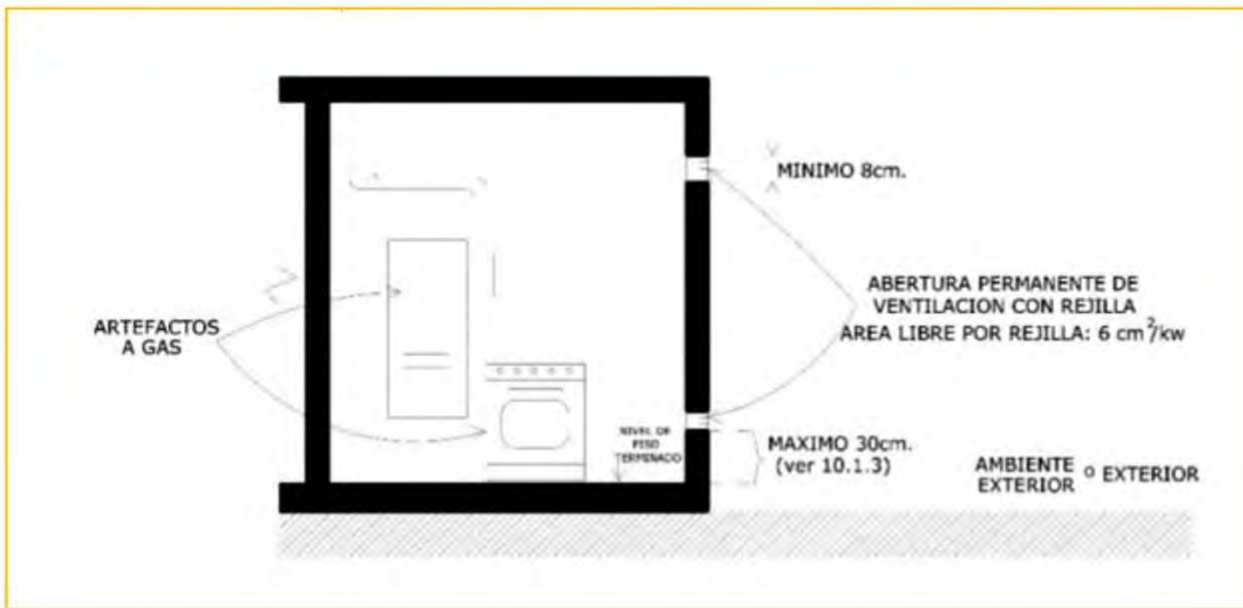 MINIMO 8cm.
ABERTURA PERMANENTE DE
VENTILACION CON REJILLA
AREA LIBRE POR REJILLA: 6 cm²/kw
ARTEFACTOS
A GAS
NIVEL DE
PISO
TERMINADO
MAXIMO 30cm.
(ver 10.1.3)
AMBIENTE o EXTERIOR
EXTERIOR